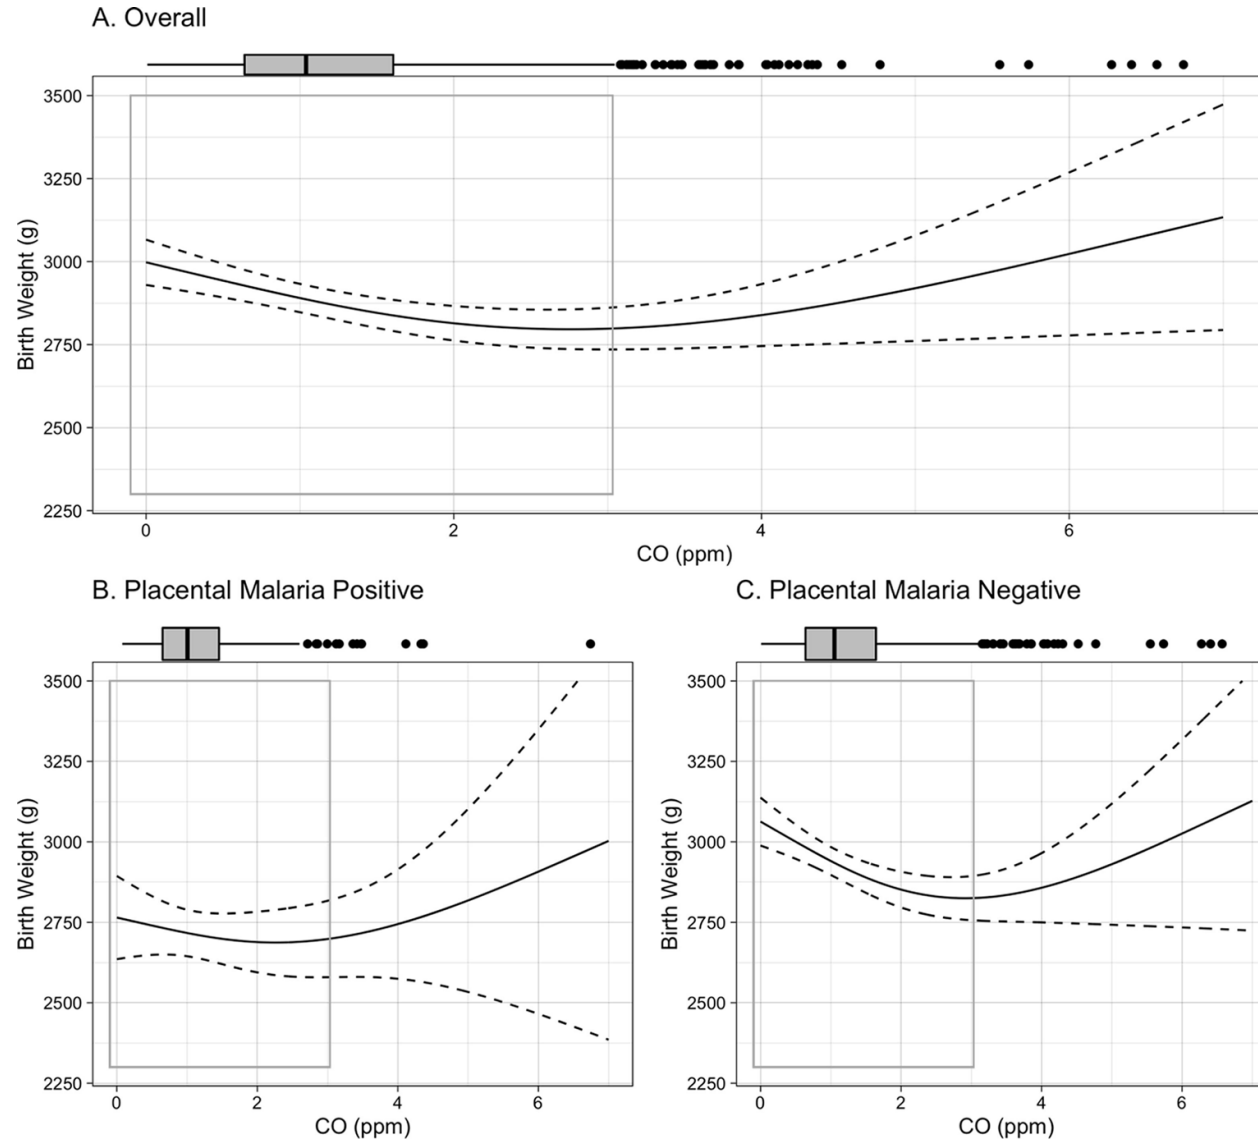 A. Overall
3500
3250
3000
2750
2500
2250
Birth Weight (g)
0 2 4 6
CO (ppm)
B. Placental Malaria Positive
3500
3250
3000
2750
2500
2250
Birth Weight (g)
0 2 4 6
CO (ppm)
C. Placental Malaria Negative
3500
3250
3000
2750
2500
2250
Birth Weight (g)
0 2 4 6
CO (ppm)